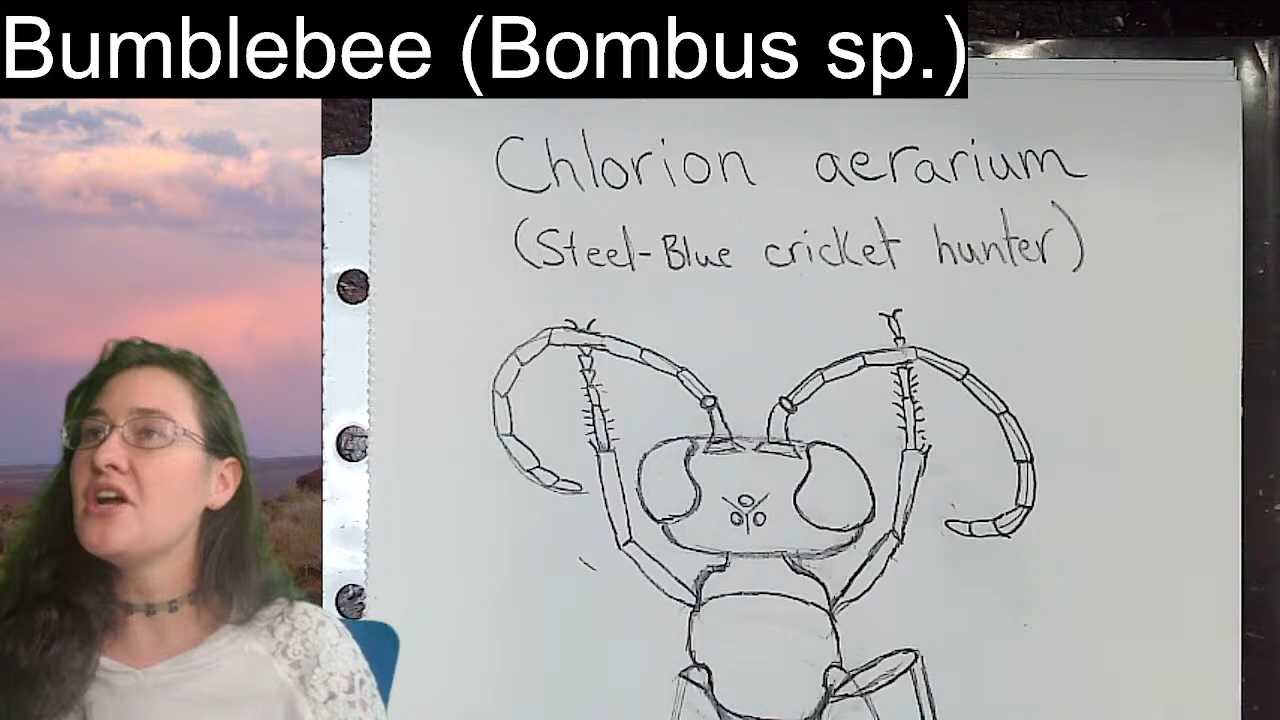 Bumblebee (Bombus sp.)
Chlorion aerarium
(Steel-Blue cricket hunter)